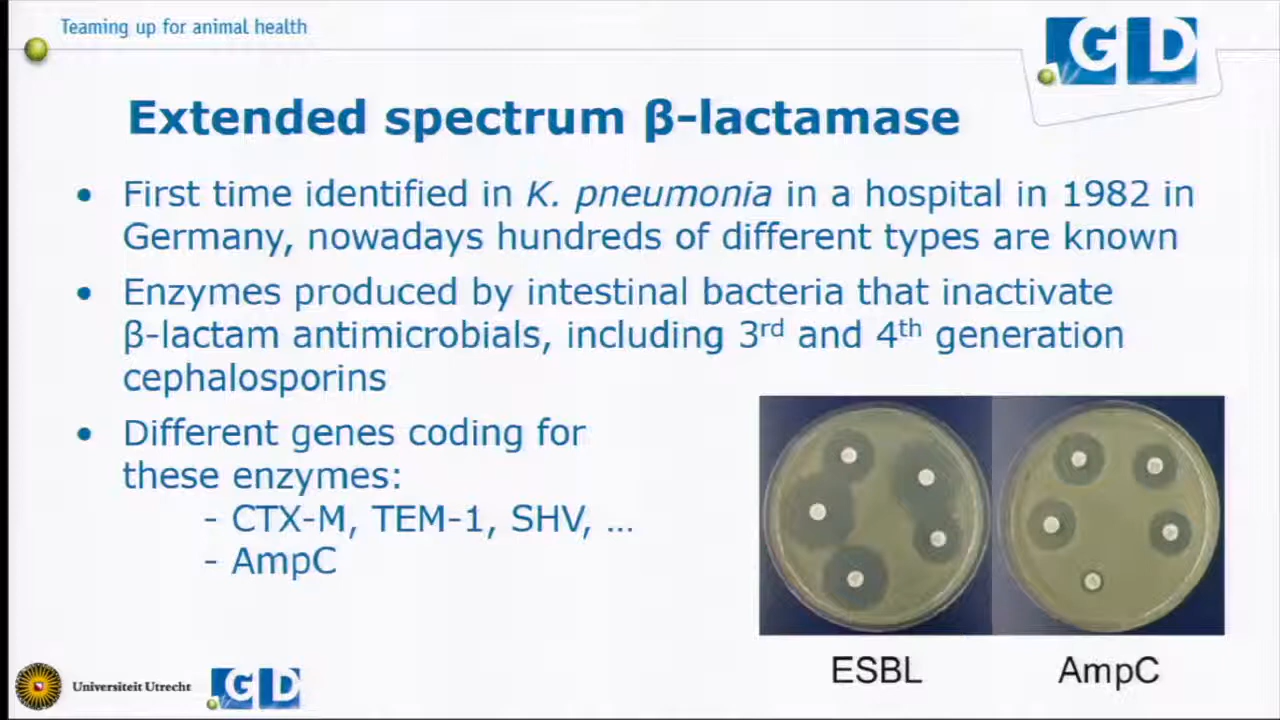 Teaming up for animal health
GD
Extended spectrum β-lactamase
• First time identified in K. pneumonia in a hospital in 1982 in
Germany, nowadays hundreds of different types are known
• Enzymes produced by intestinal bacteria that inactivate
β-lactam antimicrobials, including 3rd and 4th generation
cephalosporins
• Different genes coding for
these enzymes:
- CTX-M, TEM-1, SHV, ...
- AmpC
ESBL AmpC
Universiteit Utrecht GD